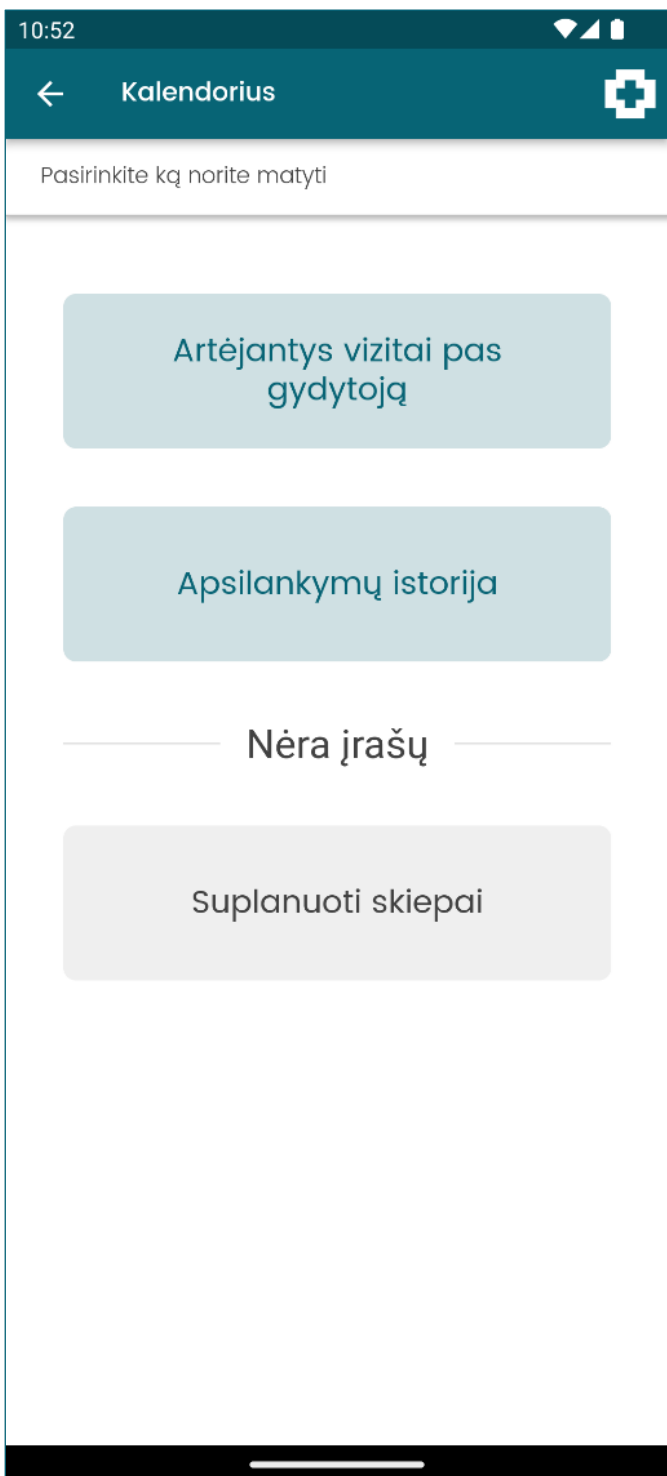 10:52
Kalendorius
Pasirinkite ką norite matyti
Artėjantys vizitai pas
gydytoją
Apsilankymų istorija
Nėra įrašų
Suplanuoti skiepai